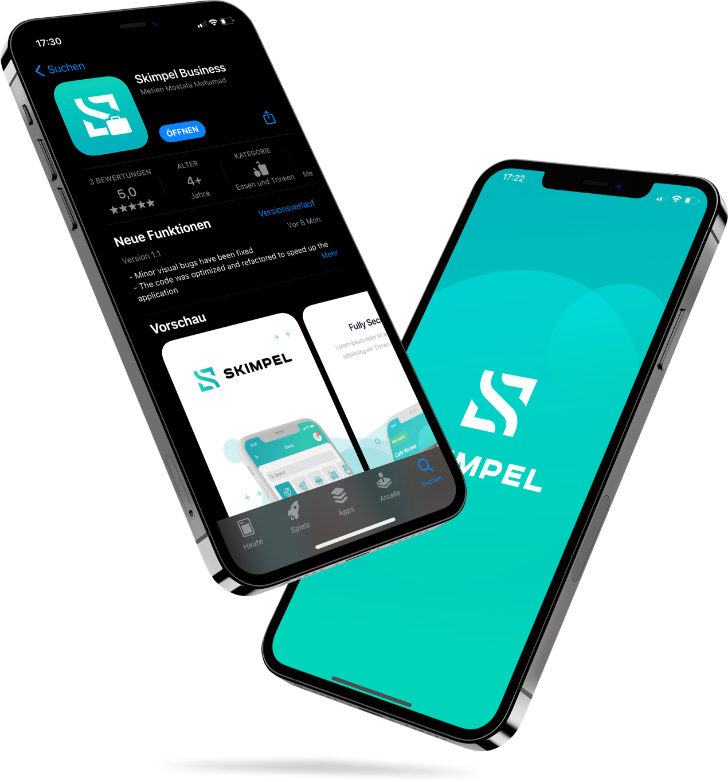 17:30
Suchen
Skimpel Business
Metien Mostafa Mohamad
ÖFFNEN
3 BEWERTUNGEN
5,0
ALTER
4+
Jahre
KATEGORIE
Essen und Trinken
Me
Neue Funktionen
Versionsverlauf
Version 1.1
Vor 8 Mon.
- Minor visual bugs have been fixed
- The code was optimized and refactored to speed up the
application
Mehr
Vorschau
SKIMPEL
Fully Sec
Lorem ipsum dolor sit a
adipiscing elit. Donec
Search
Heute
Spiele
Apps
Arcade
Suchen
17:22
IMPEL